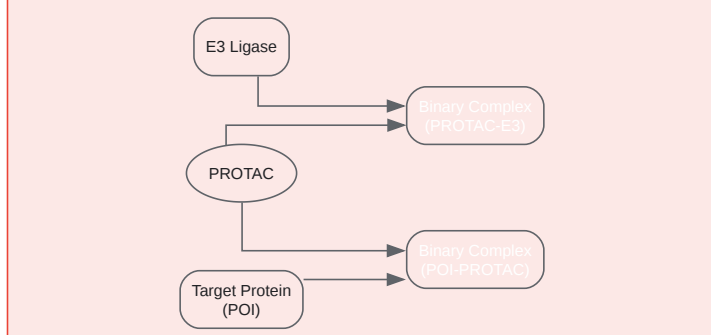 E3 Ligase
Binary Complex
(PROTAC-E3)
PROTAC
Binary Complex
(POI-PROTAC)
Target Protein
(POI)